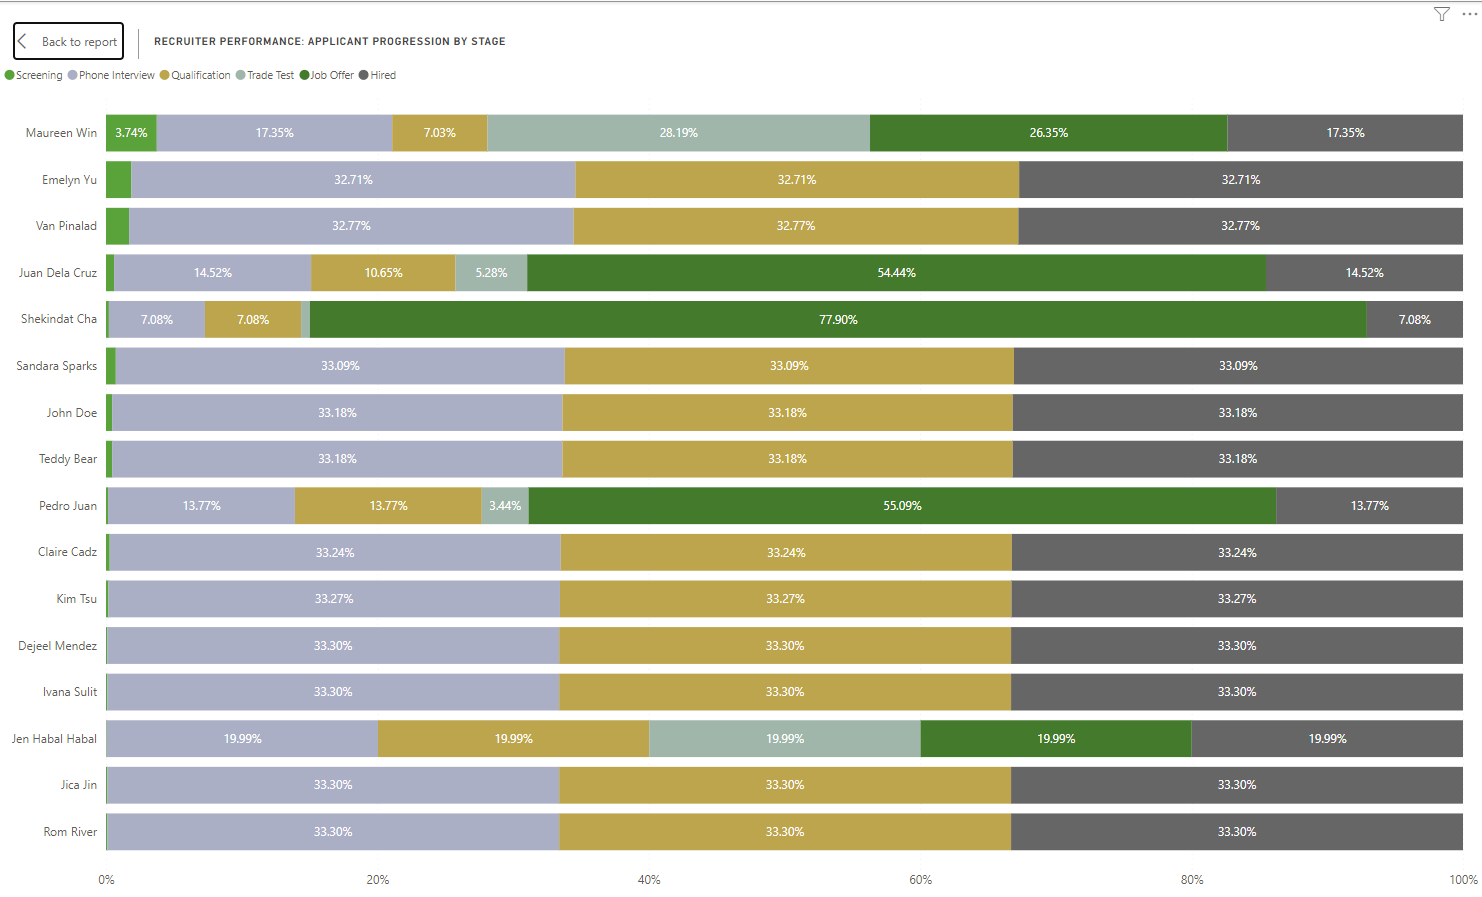 Back to report
RECRUITER PERFORMANCE: APPLICANT PROGRESSION BY STAGE
Screening Phone Interview Qualification Trade Test Job Offer Hired
Maureen Win 3.74% 17.35% 7.03% 28.19% 26.35% 17.35%
Emelyn Yu 32.71% 32.71% 32.71%
Van Pinalad 32.77% 32.77% 32.77%
Juan Dela Cruz 14.52% 10.65% 5.28% 54.44% 14.52%
Shekindat Cha 7.08% 7.08% 77.90% 7.08%
Sandara Sparks 33.09% 33.09% 33.09%
John Doe 33.18% 33.18% 33.18%
Teddy Bear 33.18% 33.18% 33.18%
Pedro Juan 13.77% 13.77% 3.44% 55.09% 13.77%
Claire Cadz 33.24% 33.24% 33.24%
Kim Tsu 33.27% 33.27% 33.27%
Dejeel Mendez 33.30% 33.30% 33.30%
Ivana Sulit 33.30% 33.30% 33.30%
Jen Habal Habal 19.99% 19.99% 19.99% 19.99% 19.99%
Jica Jin 33.30% 33.30% 33.30%
Rom River 33.30% 33.30% 33.30%
0% 20% 40% 60% 80% 100%